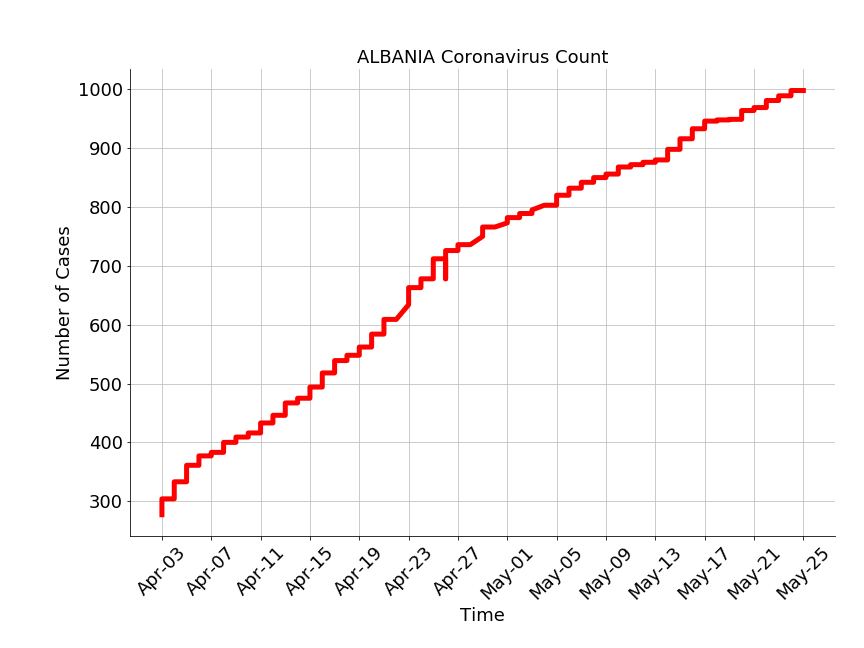 ALBANIA Coronavirus Count
1000
900
800
700
600
500
400
300
Number of Cases
Apr-03
Apr-07
Apr-11
Apr-15
Apr-19
Apr-23
Apr-27
May-01
May-05
May-09
May-13
May-17
May-21
May-25
Time